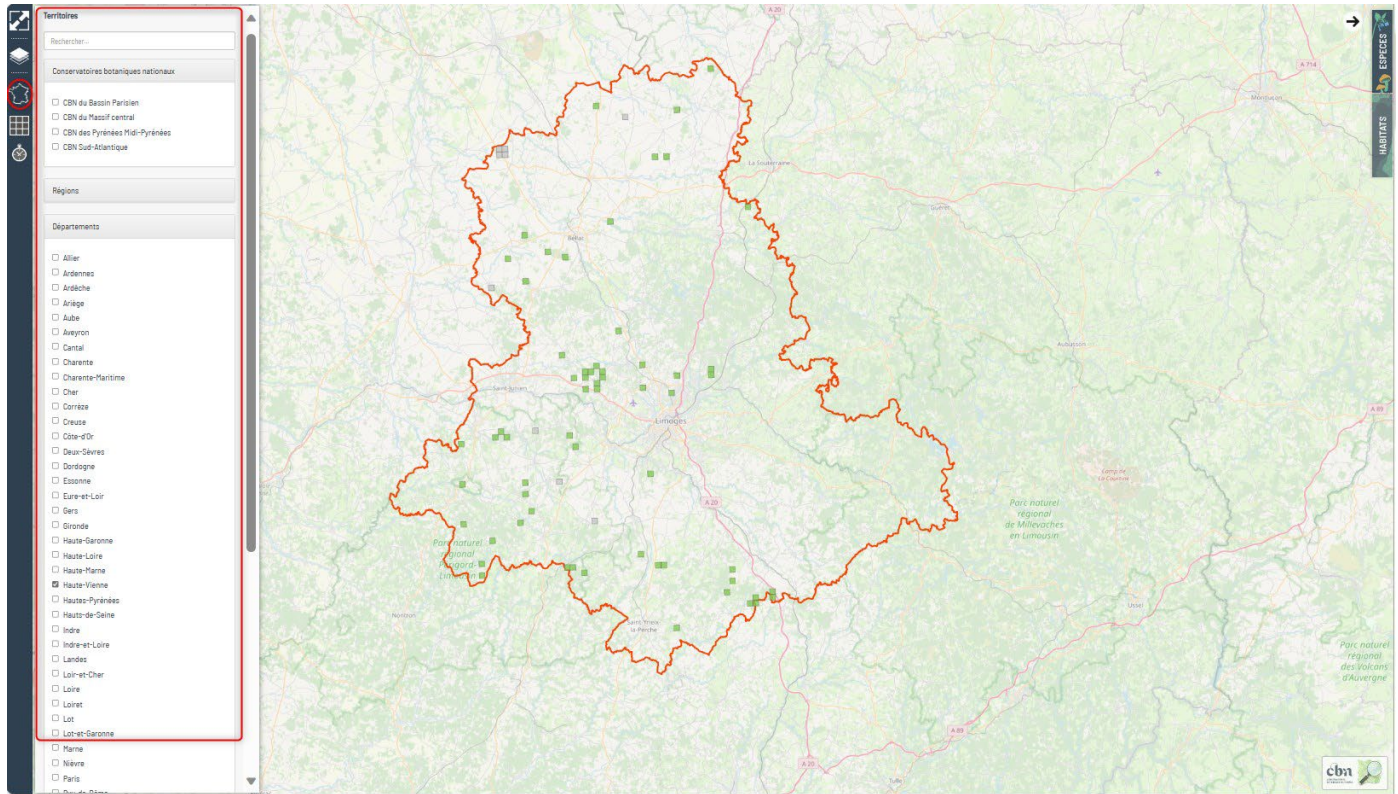 Territoires
Rechercher...
Conservatoires botaniques nationaux
CBN du Bassin Parisien
CBN du Massif central
CBN des Pyrénées Midi-Pyrénées
CBN Sud-Atlantique
Régions
Départements
Allier
Ardennes
Ardèche
Ariège
Aube
Aveyron
Cantal
Charente
Charente-Maritime
Cher
Corrèze
Creuse
Côte-d'Or
Deux-Sèvres
Dordogne
Essonne
Eure-et-Loir
Gers
Gironde
Haute-Garonne
Haute-Loire
Haute-Marne
Haute-Vienne
Hautes-Pyrénées
Hauts-de-Seine
Indre
Indre-et-Loire
Landes
Loir-et-Cher
Loire
Loiret
Lot
Lot-et-Garonne
Marne
Nièvre
Paris
A 20
A 714
Montluçon
La Souterraine
Guéret
Bellac
Aubusson
Saint-Junien
Limoges
A 89
A 20
Parc naturel
régional
de Millevaches
en Limousin
Parc naturel
régional
Périgord-
Limousin
Nontron
Saint-Yrieix-
la-Perche
Ussel
Parc naturel
régional
des Volcans
d'Auvergne
A 89
A 20
Tulle
ESPECES
HABITATS
cbn